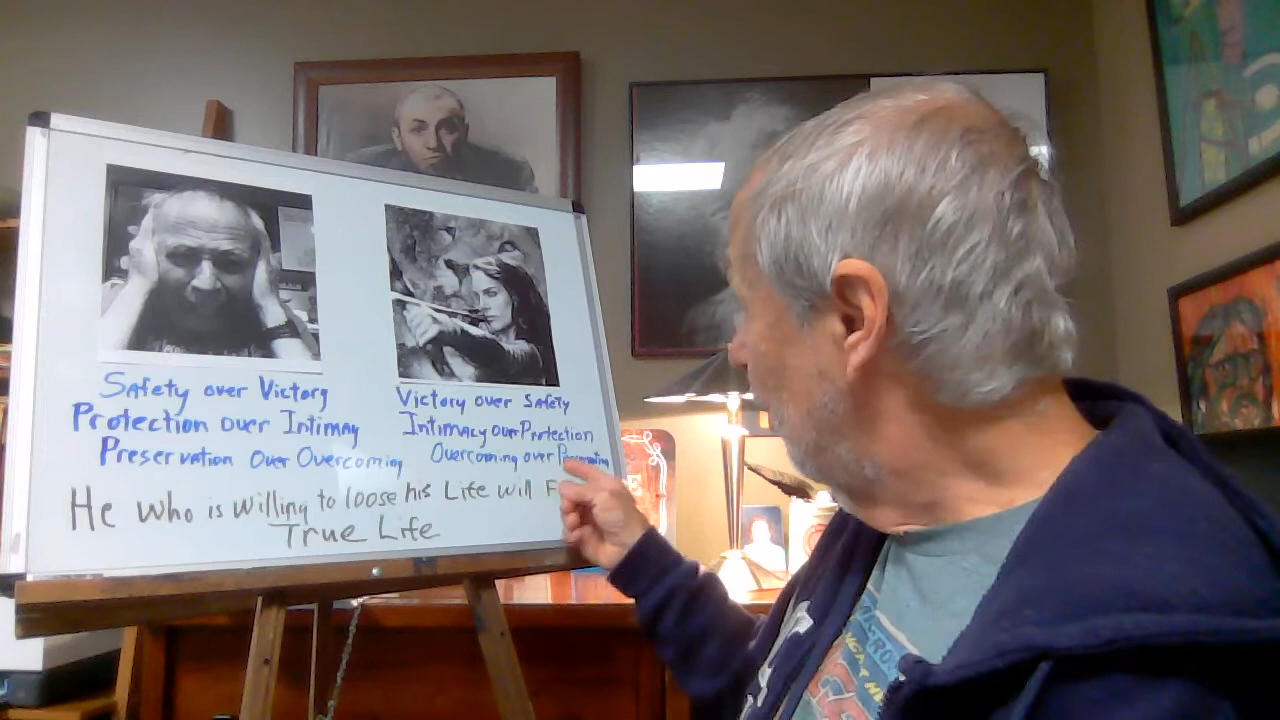 Safety over Victory
Protection over Intimay
Preservation Over Overcoming
Victory over Safety
Intimacy over Protection
Overcoming over
He who is willing to loose his Life will F
True Life